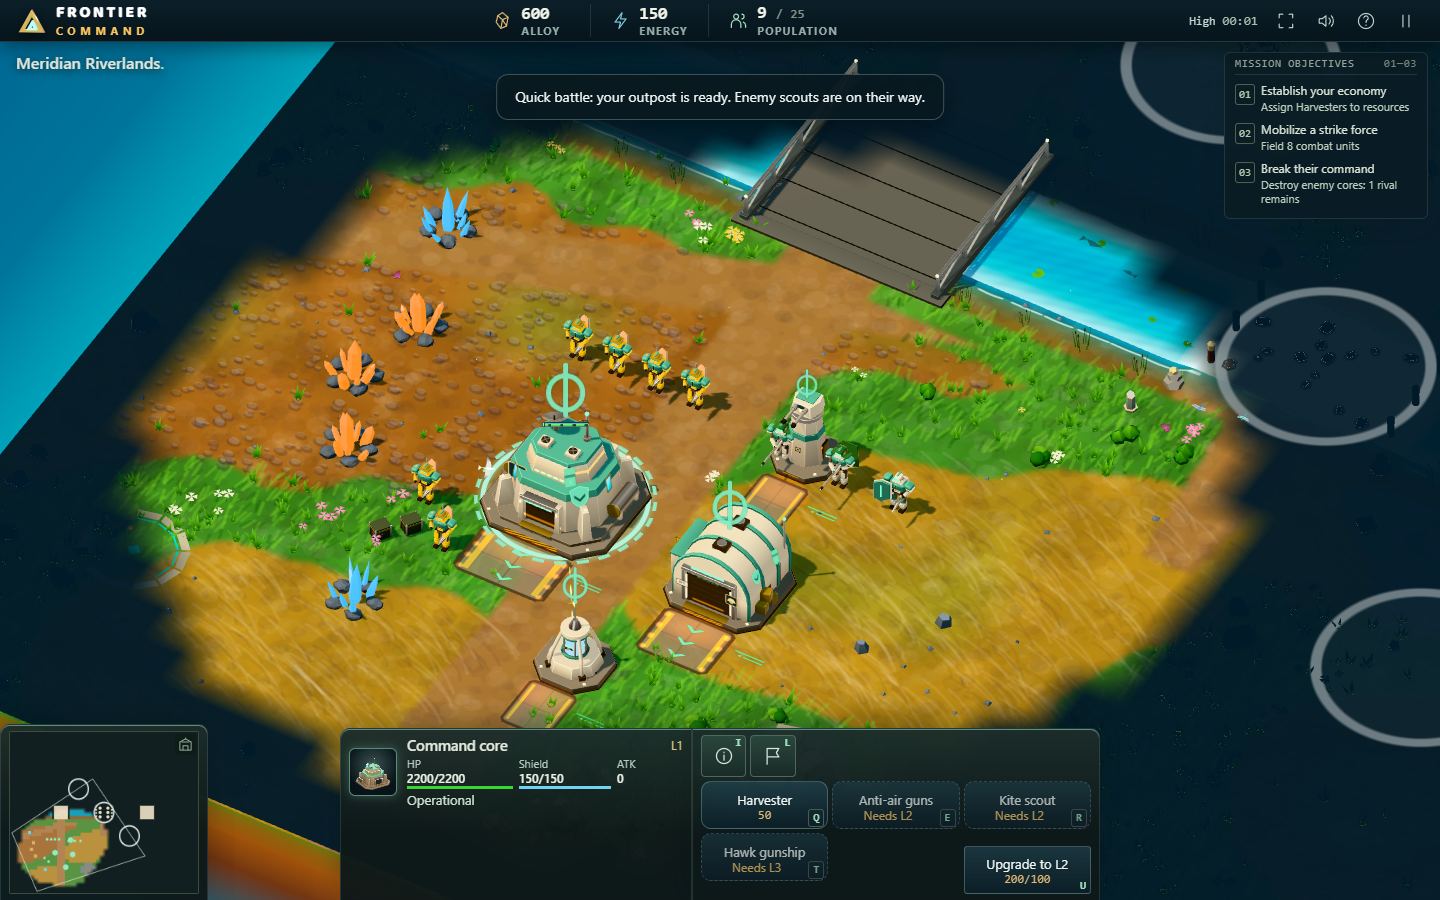 FRONTIER
COMMAND
600
ALLOY
150
ENERGY
9 / 25
POPULATION
High 00:01
Meridian Riverlands.
Quick battle: your outpost is ready. Enemy scouts are on their way.
MISSION OBJECTIVES 01—03
01 Establish your economy
Assign Harvesters to resources
02 Mobilize a strike force
Field 8 combat units
03 Break their command
Destroy enemy cores: 1 rival
remains
Command core L1
HP Shield ATK
2200/2200 150/150 0
Operational
I L
Harvester
50 Q
Anti-air guns
Needs L2 E
Kite scout
Needs L2 R
Hawk gunship
Needs L3 T
Upgrade to L2
200/100 U